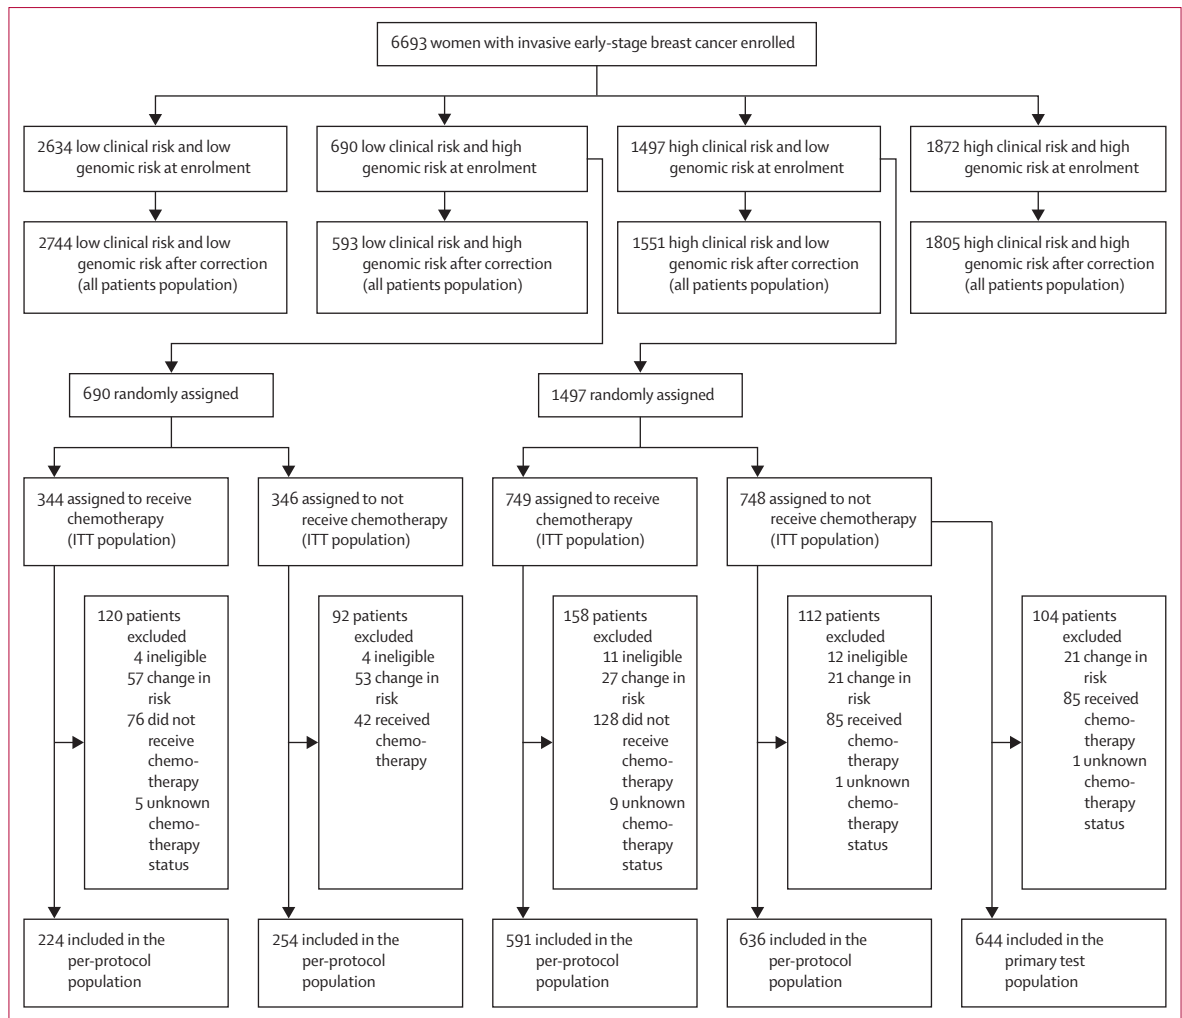 6693 women with invasive early-stage breast cancer enrolled
2634 low clinical risk and low
genomic risk at enrolment
690 low clinical risk and high
genomic risk at enrolment
1497 high clinical risk and low
genomic risk at enrolment
1872 high clinical risk and high
genomic risk at enrolment
2744 low clinical risk and low
genomic risk after correction
(all patients population)
593 low clinical risk and high
genomic risk after correction
(all patients population)
1551 high clinical risk and low
genomic risk after correction
(all patients population)
1805 high clinical risk and high
genomic risk after correction
(all patients population)
690 randomly assigned
1497 randomly assigned
344 assigned to receive
chemotherapy
(ITT population)
346 assigned to not
receive chemotherapy
(ITT population)
749 assigned to receive
chemotherapy
(ITT population)
748 assigned to not
receive chemotherapy
(ITT population)
120 patients
excluded
4 ineligible
57 change in
risk
76 did not
receive
chemo-
therapy
5 unknown
chemo-
therapy
status
92 patients
excluded
4 ineligible
53 change in
risk
42 received
chemo-
therapy
158 patients
excluded
11 ineligible
27 change in
risk
128 did not
receive
chemo-
therapy
9 unknown
chemo-
therapy
status
112 patients
excluded
12 ineligible
21 change in
risk
85 received
chemo-
therapy
1 unknown
chemo-
therapy
status
104 patients
excluded
21 change in
risk
85 received
chemo-
therapy
1 unknown
chemo-
therapy
status
224 included in the
per-protocol
population
254 included in the
per-protocol
population
591 included in the
per-protocol
population
636 included in the
per-protocol
population
644 included in the
primary test
population